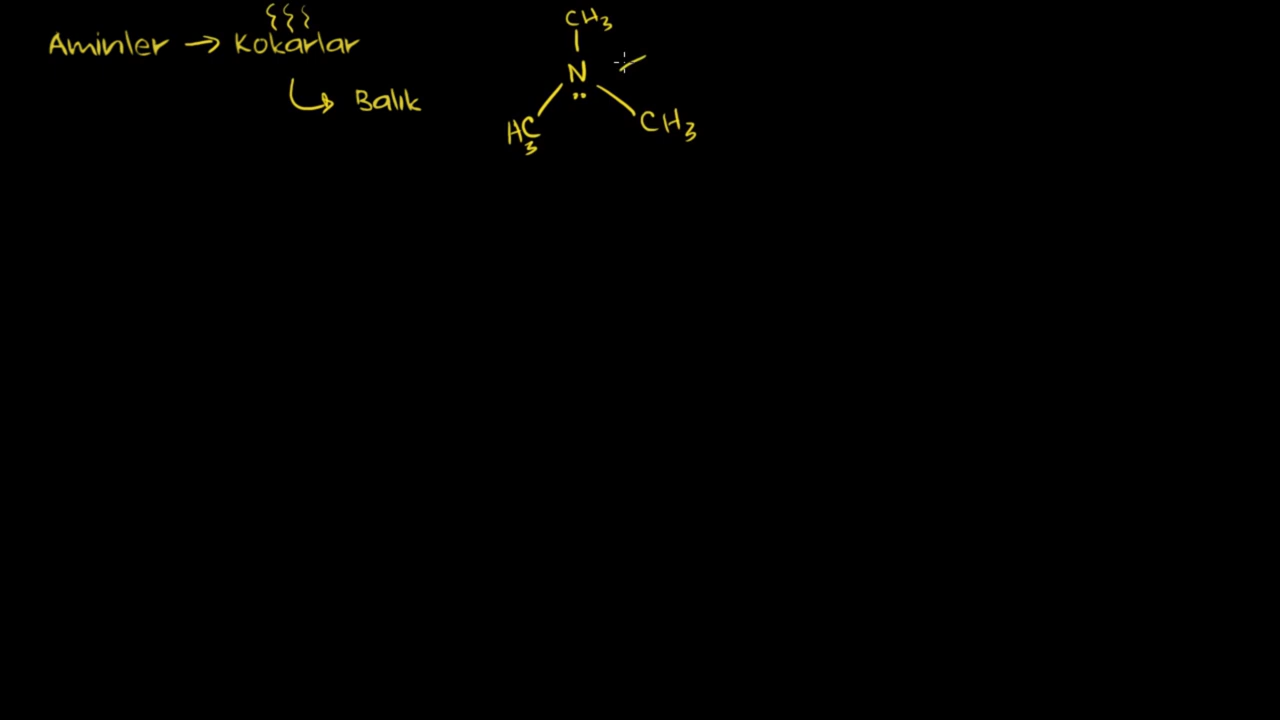 Aminler → Kokarlar
Balık
CH3
N
H3C
CH3